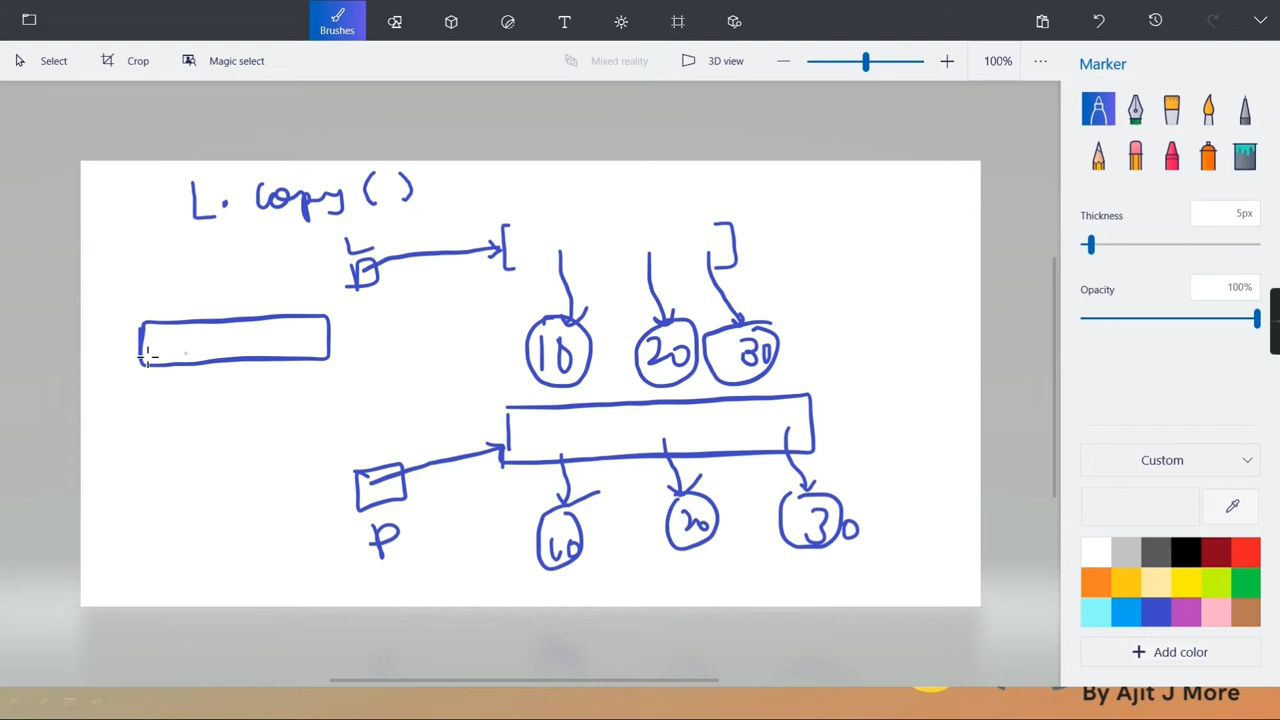 Brushes
Select Crop Magic select Mixed reality 3D view 100%
Marker
Thickness 5px
Opacity 100%
Custom
Add color
L. copy ( )
L
[ ]
10 20 30
P
10 20 30
By Ajit J More